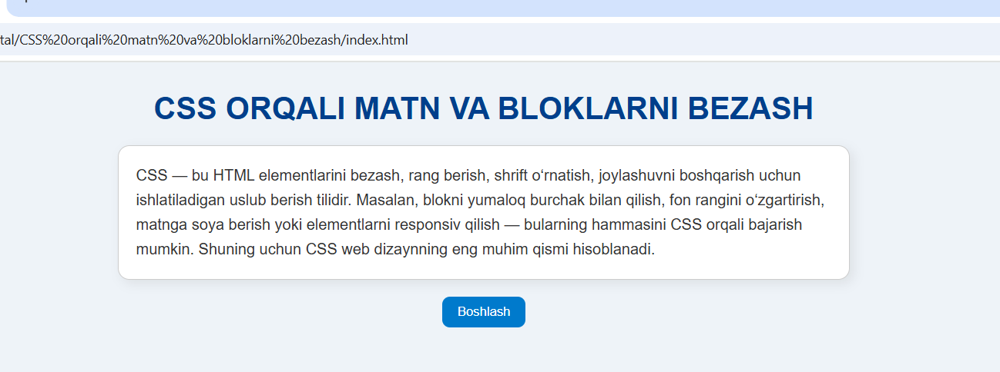 tal/CSS%20orqali%20matn%20va%20bloklarni%20bezash/index.html
CSS ORQALI MATN VA BLOKLARNI BEZASH
CSS — bu HTML elementlarini bezash, rang berish, shrift oʻrnatish, joylashuvni boshqarish uchun
ishlatiladigan uslub berish tilidir. Masalan, blokni yumaloq burchak bilan qilish, fon rangini oʻzgartirish,
matnga soya berish yoki elementlarni responsiv qilish — bularning hammasini CSS orqali bajarish
mumkin. Shuning uchun CSS web dizaynning eng muhim qismi hisoblanadi.
Boshlash